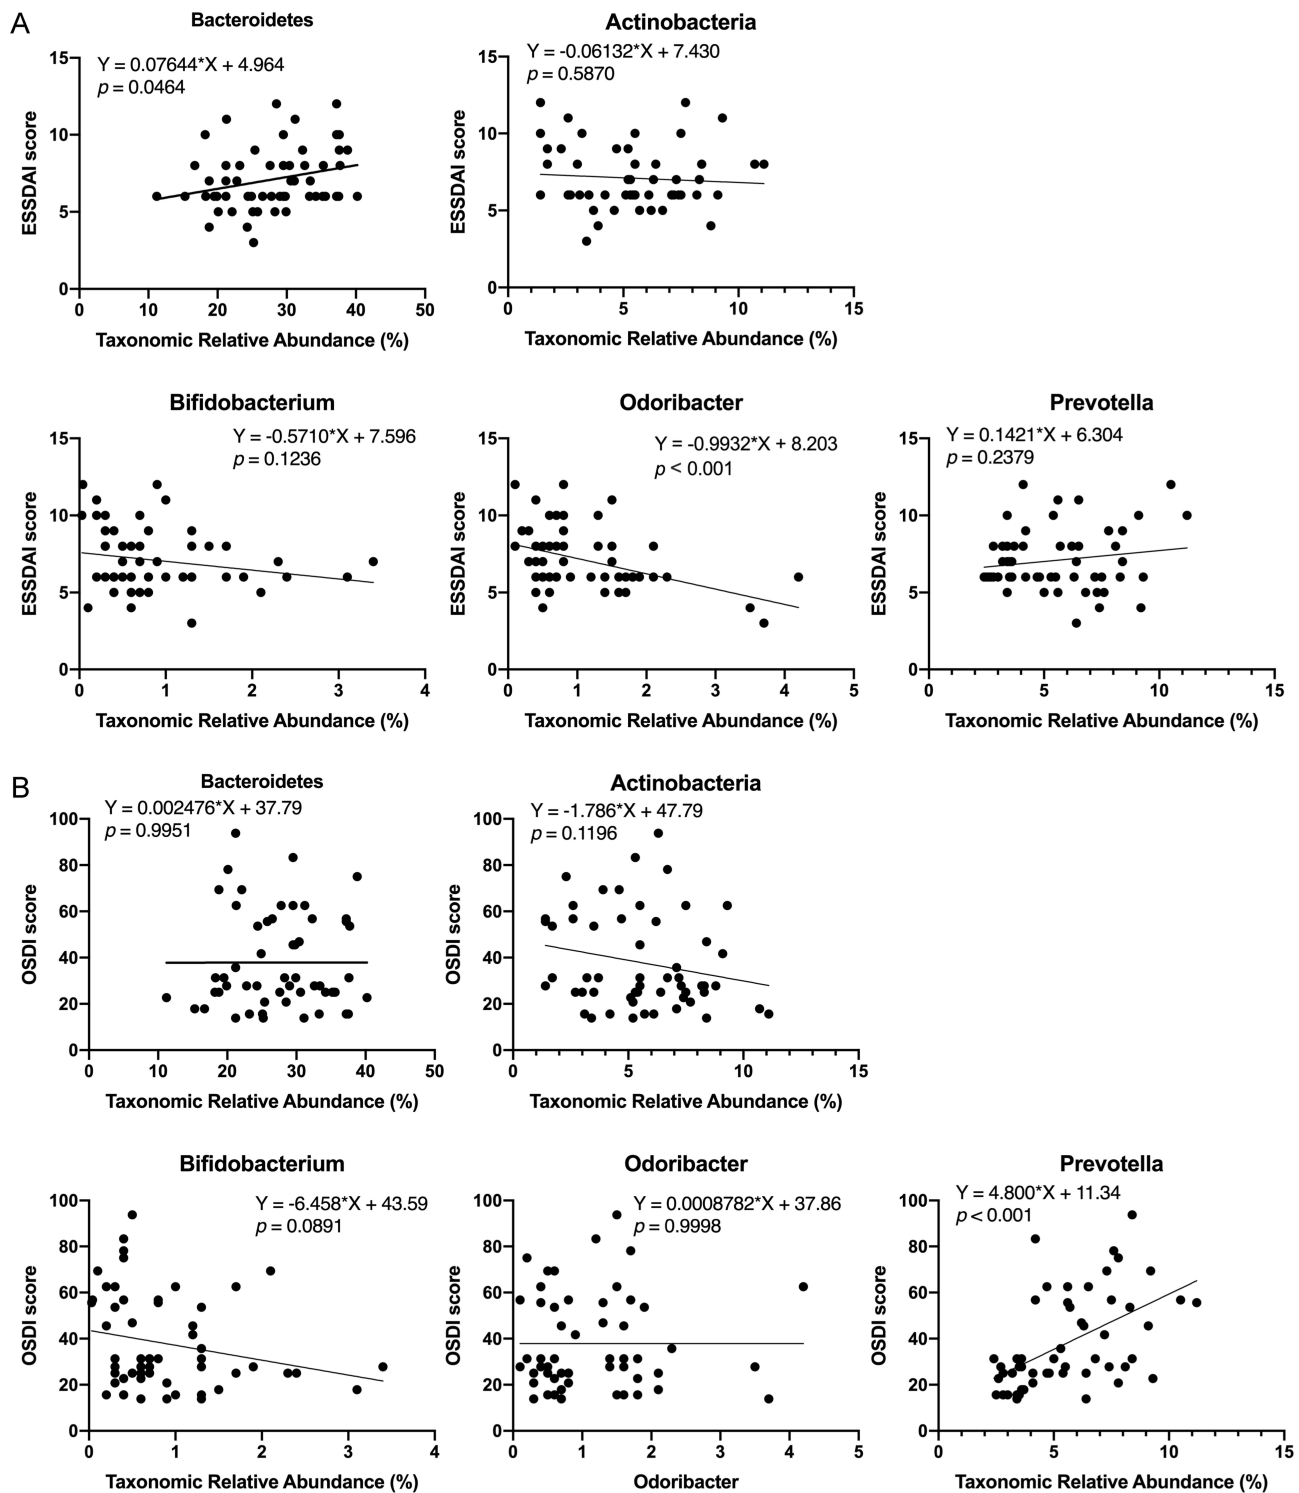 A
Bacteroidetes
Y = 0.07644*X + 4.964
p = 0.0464
15
10
5
0
ESSDAI score
0 10 20 30 40 50
Taxonomic Relative Abundance (%)
Actinobacteria
Y = -0.06132*X + 7.430
p = 0.5870
15
10
5
0
ESSDAI score
0 5 10 15
Taxonomic Relative Abundance (%)
Bifidobacterium
Y = -0.5710*X + 7.596
p = 0.1236
15
10
5
0
ESSDAI score
0 1 2 3 4
Taxonomic Relative Abundance (%)
Odoribacter
Y = -0.9932*X + 8.203
p < 0.001
15
10
5
0
ESSDAI score
0 1 2 3 4 5
Taxonomic Relative Abundance (%)
Prevotella
Y = 0.1421*X + 6.304
p = 0.2379
15
10
5
0
ESSDAI score
0 5 10 15
Taxonomic Relative Abundance (%)
B
Bacteroidetes
Y = 0.002476*X + 37.79
p = 0.9951
100
80
60
40
20
0
OSDI score
0 10 20 30 40 50
Taxonomic Relative Abundance (%)
Actinobacteria
Y = -1.786*X + 47.79
p = 0.1196
100
80
60
40
20
0
OSDI score
0 5 10 15
Taxonomic Relative Abundance (%)
Bifidobacterium
Y = -6.458*X + 43.59
p = 0.0891
100
80
60
40
20
0
OSDI score
0 1 2 3 4
Taxonomic Relative Abundance (%)
Odoribacter
Y = 0.0008782*X + 37.86
p = 0.9998
100
80
60
40
20
0
OSDI score
0 1 2 3 4 5
Odoribacter
Prevotella
Y = 4.800*X + 11.34
p < 0.001
100
80
60
40
20
0
OSDI score
0 5 10 15
Taxonomic Relative Abundance (%)